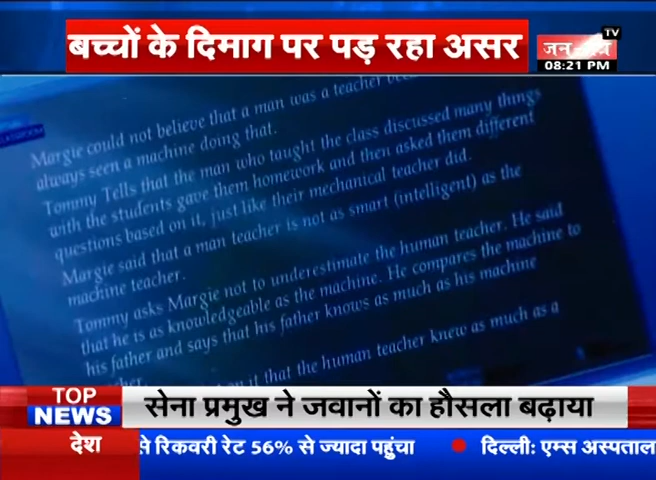 बच्चों के दिमाग पर पड़ रहा असर
TV
08:21 PM
Margie could not believe that a man was a teacher
always seen a machine doing that.
Tommy Tells that the man who taught the class discussed many things
with the students gave them homework and then asked them different
questions based on it, just like their mechanical teacher did.
Margie said that a man teacher is not as smart (intelligent) as the
machine teacher.
Tommy asks Margie not to underestimate the human teacher. He said
that he is as knowledgeable as the machine. He compares the machine to
his father and says that his father knows as much as his machine
it that the human teacher knew as much as a
TOP
NEWS
सेना प्रमुख ने जवानों का हौसला बढ़ाया
देश
से रिकवरी रेट 56% से ज्यादा पहुंचा
दिल्ली: एम्स अस्पताल